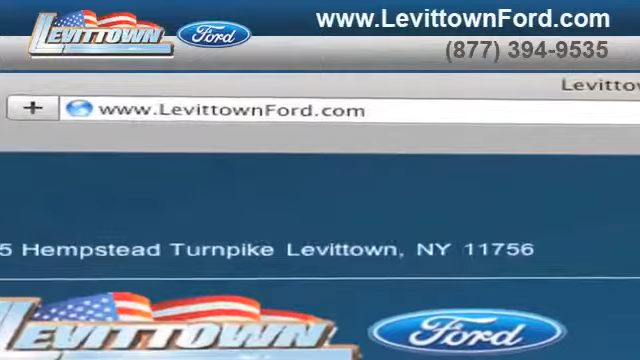 LEVITTOWN Ford www.LevittownFord.com
(877) 394-9535
Levitto
+ www.LevittownFord.com
5 Hempstead Turnpike Levittown, NY 11756
LEVITTOWN Ford